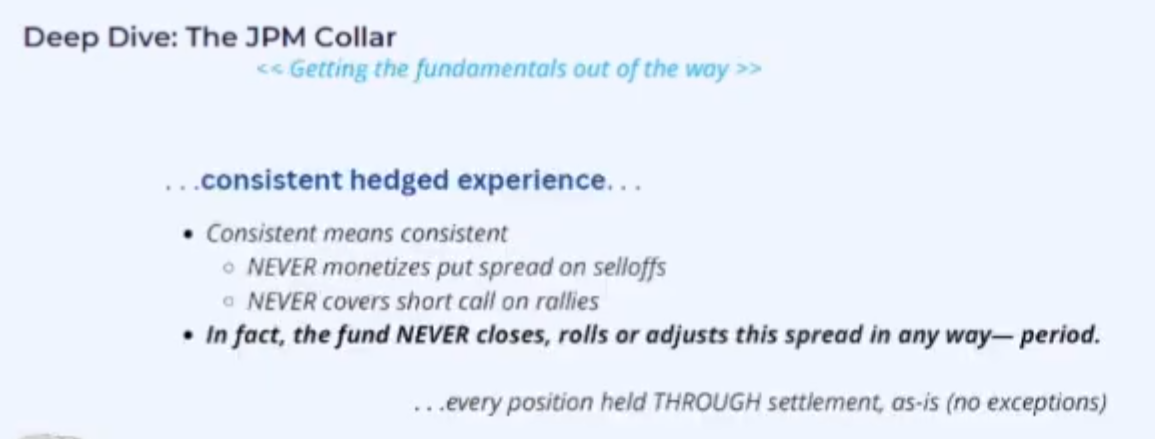 Deep Dive: The JPM Collar
<< Getting the fundamentals out of the way >>
. . .consistent hedged experience. . .
• Consistent means consistent
○ NEVER monetizes put spread on selloffs
○ NEVER covers short call on rallies
• In fact, the fund NEVER closes, rolls or adjusts this spread in any way— period.
. . .every position held THROUGH settlement, as-is (no exceptions)